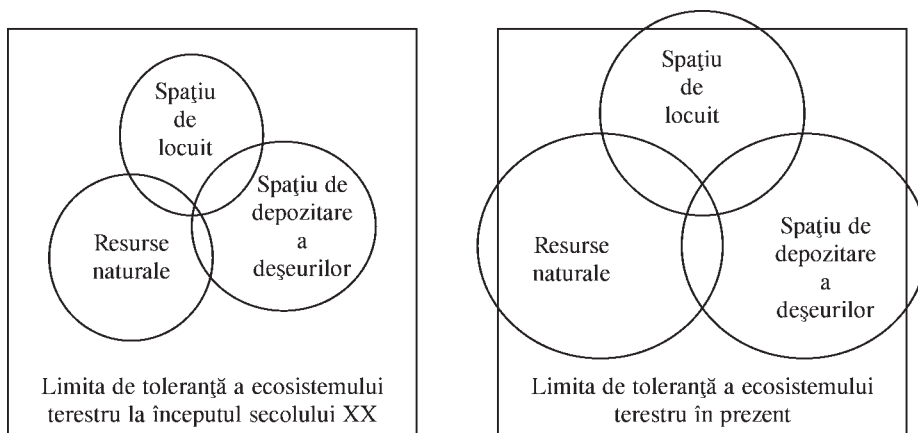 Spaţiu
de
locuit
Spaţiu de
depozitare
a
deşeurilor
Resurse
naturale
Limita de toleranţă a ecosistemului
terestru la începutul secolului XX
Spaţiu
de
locuit
Resurse
naturale
Spaţiu de
depozitare
a
deşeurilor
Limita de toleranţă a ecosistemului
terestru în prezent